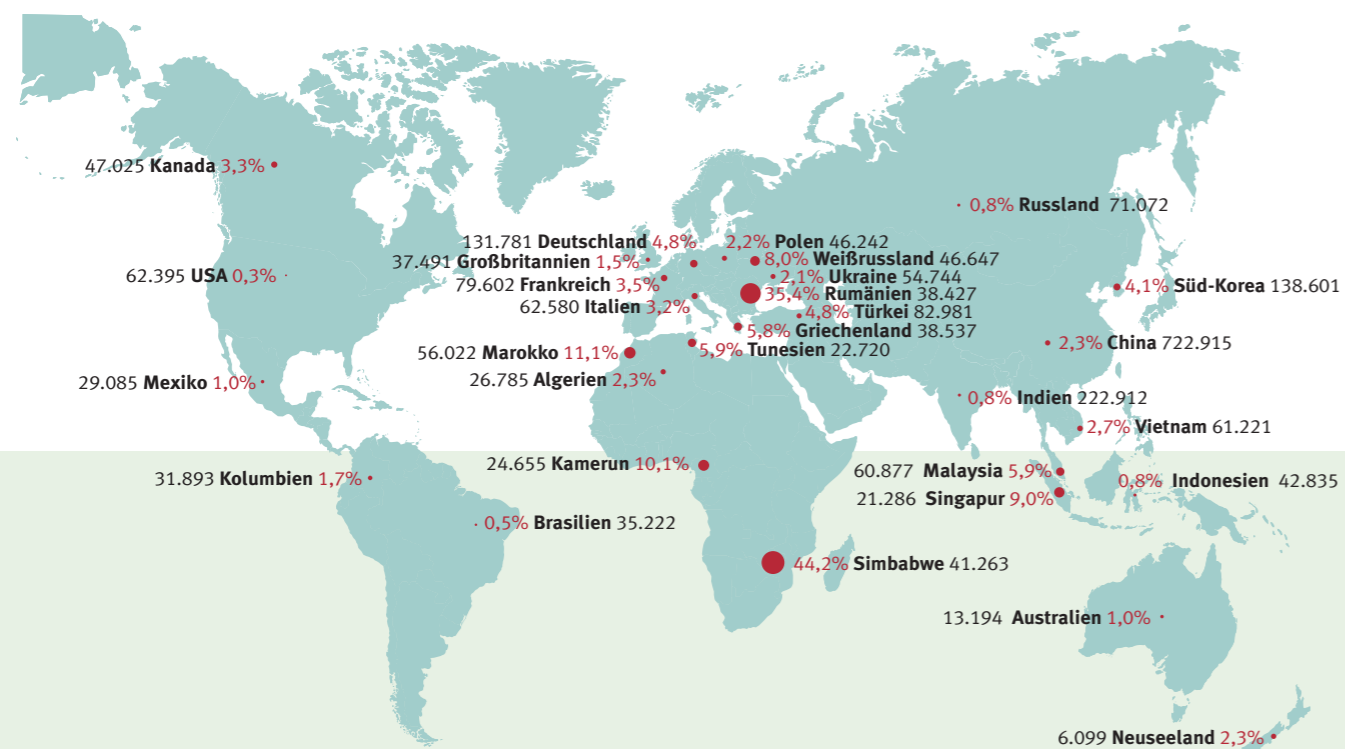 47.025 Kanada 3,3%
0,8% Russland 71.072
131.781 Deutschland 4,8%
2,2% Polen 46.242
37.491 Großbritannien 1,5%
8,0% Weißrussland 46.647
62.395 USA 0,3%
2,1% Ukraine 54.744
79.602 Frankreich 3,5%
4,1% Süd-Korea 138.601
35,4% Rumänien 38.427
62.580 Italien 3,2%
4,8% Türkei 82.981
5,8% Griechenland 38.537
2,3% China 722.915
56.022 Marokko 11,1%
5,9% Tunesien 22.720
29.085 Mexiko 1,0%
26.785 Algerien 2,3%
0,8% Indien 222.912
2,7% Vietnam 61.221
24.655 Kamerun 10,1%
60.877 Malaysia 5,9%
31.893 Kolumbien 1,7%
0,8% Indonesien 42.835
21.286 Singapur 9,0%
0,5% Brasilien 35.222
44,2% Simbabwe 41.263
13.194 Australien 1,0%
6.099 Neuseeland 2,3%